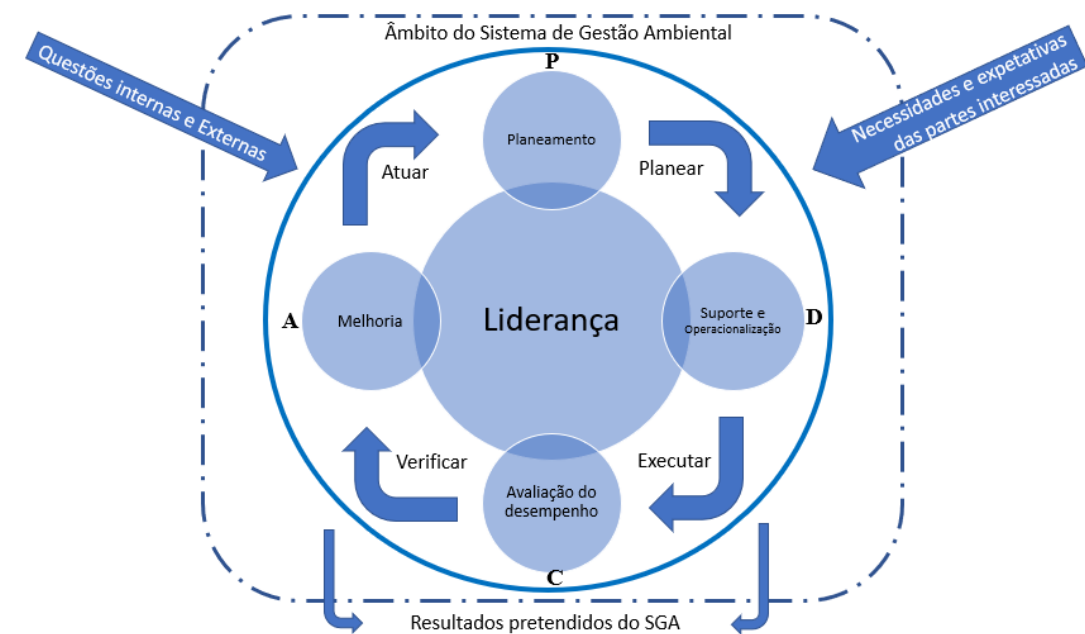 Âmbito do Sistema de Gestão Ambiental
Questões internas e Externas
Necessidades e expetativas
das partes interessadas
P
Planeamento
Atuar
Planear
A
Melhoria
Liderança
Suporte e
Operacionalização
D
Verificar
Executar
Avaliação do
desempenho
C
Resultados pretendidos do SGA